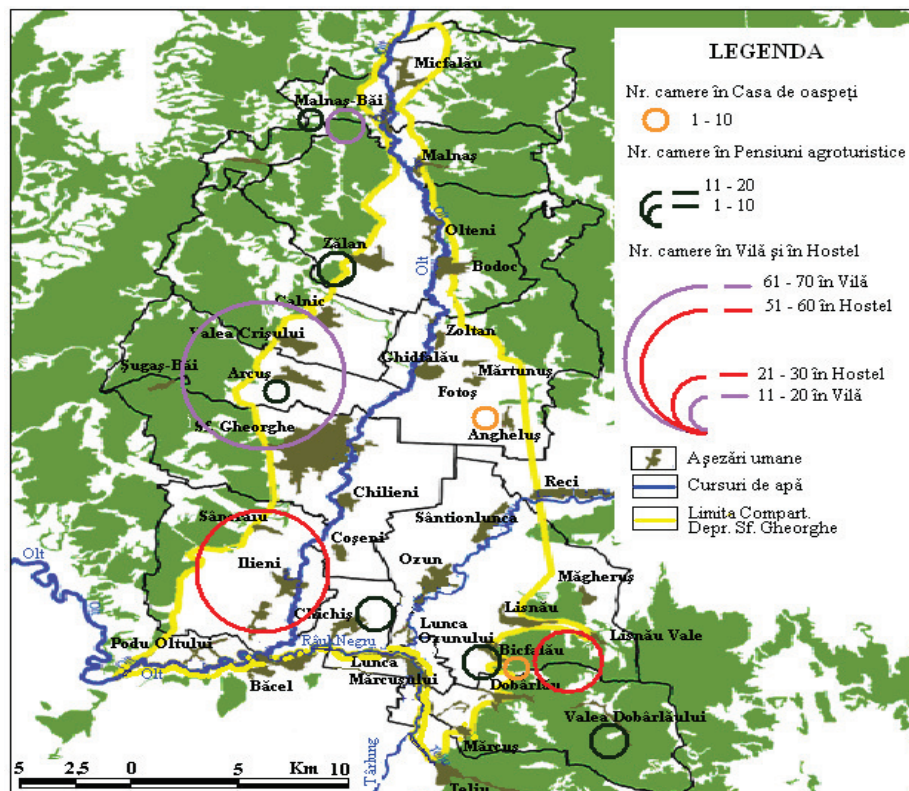 LEGENDA
Nr. camere în Casa de oaspeți
1 - 10
Nr. camere în Pensiuni agroturistice
11 - 20
1 - 10
Nr. camere în Vilă și în Hostel
61 - 70 în Vilă
51 - 60 în Hostel
21 - 30 în Hostel
11 - 20 în Vilă
Așezări umane
Cursuri de apă
Limita Compart.
Depr. Sf. Gheorghe
Micfalău
Malnaș-Băi
Malnaș
Olt
Olteni
Zălan
Olt
Bodoc
Calnic
Valea Crișului
Zoltan
Ghidfalău
Șugaș-Băi
Arcuș
Mărtunuș
Fotoș
Sf. Gheorghe
Angheluș
Chilieni
Reci
Sâncraiu
Sântionlunca
Coșeni
Olt
Ilieni
Ozun
Măgheruș
Lisnău
Chichiș
Lunca
Ozunului
Lisnău Vale
Podu Oltului
Râul Negru
Bicfalău
Olt
Lunca
Mărcușului
Băcel
Dobârlău
Valea Dobârlăului
Mărcuș
Târlung
Teliu
5 2,5 0 5 Km 10